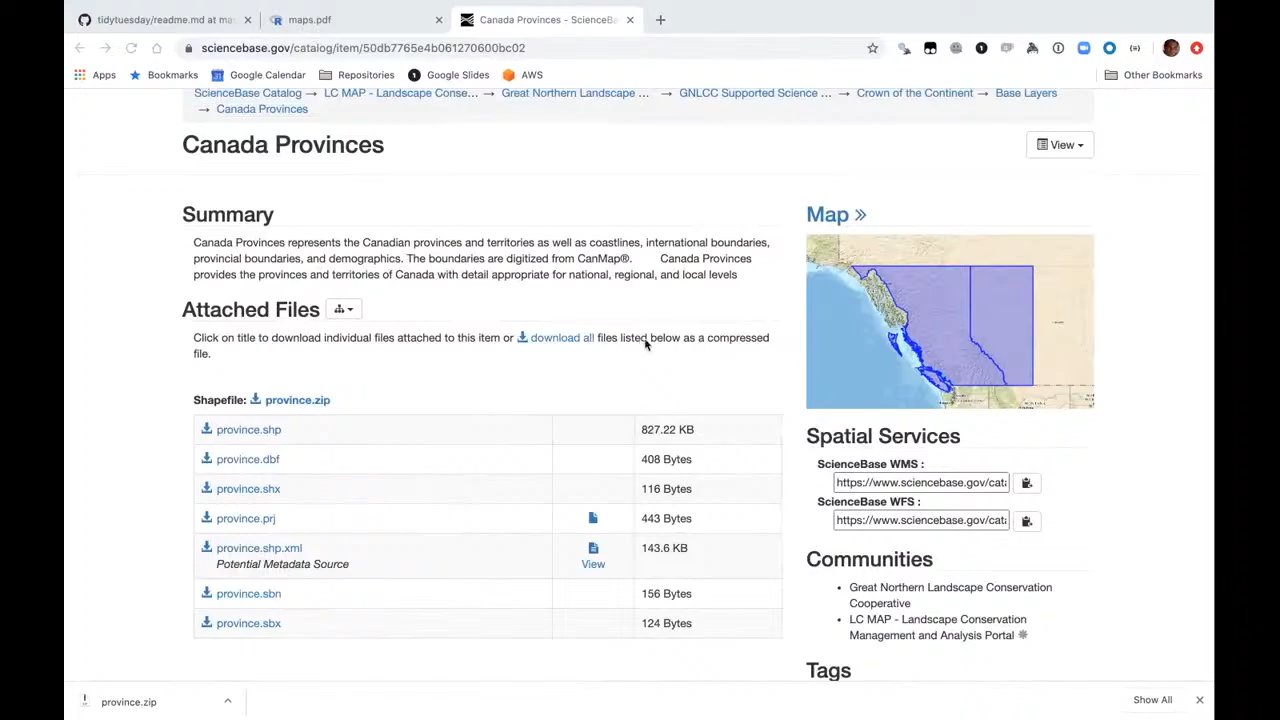 tidytuesday/readme.md at mas
maps.pdf
Canada Provinces - ScienceBa
sciencebase.gov/catalog/item/50db7765e4b061270600bc02
Apps
Bookmarks
Google Calendar
Repositories
Google Slides
AWS
Other Bookmarks
ScienceBase Catalog → LC MAP - Landscape Conse... → Great Northern Landscape ... → GNLCC Supported Science ... → Crown of the Continent → Base Layers
→ Canada Provinces
Canada Provinces
View
Summary
Canada Provinces represents the Canadian provinces and territories as well as coastlines, international boundaries,
provincial boundaries, and demographics. The boundaries are digitized from CanMap®. Canada Provinces
provides the provinces and territories of Canada with detail appropriate for national, regional, and local levels
Attached Files
Click on title to download individual files attached to this item or download all files listed below as a compressed
file.
Shapefile: province.zip
province.shp 827.22 KB
province.dbf 408 Bytes
province.shx 116 Bytes
province.prj 443 Bytes
province.shp.xml 143.6 KB
Potential Metadata Source View
province.sbn 156 Bytes
province.sbx 124 Bytes
Map »
Spatial Services
ScienceBase WMS :
https://www.sciencebase.gov/cata
ScienceBase WFS :
https://www.sciencebase.gov/cata
Communities
• Great Northern Landscape Conservation
Cooperative
• LC MAP - Landscape Conservation
Management and Analysis Portal
Tags
province.zip
Show All